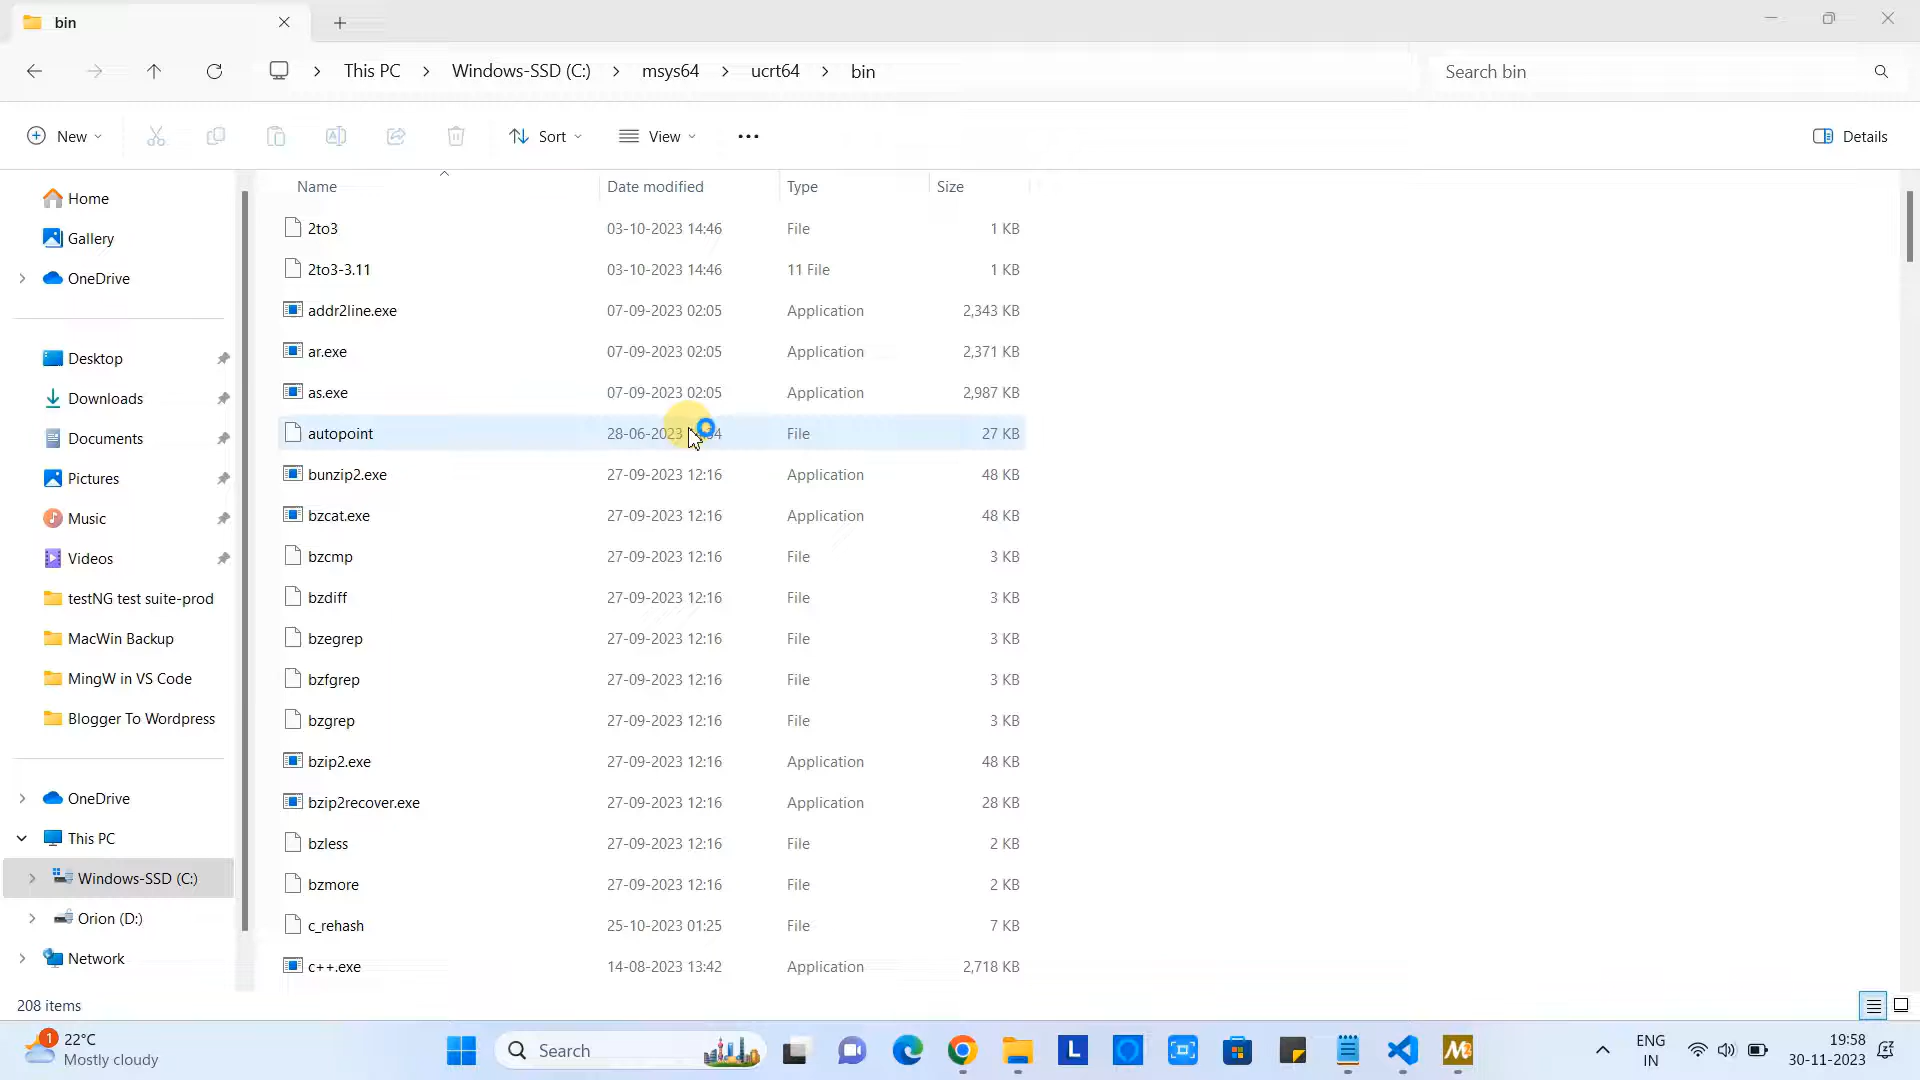 bin
This PC > Windows-SSD (C:) > msys64 > ucrt64 > bin
Search bin
New
Sort
View
Details
Name Date modified Type Size
2to3 03-10-2023 14:46 File 1 KB
2to3-3.11 03-10-2023 14:46 11 File 1 KB
addr2line.exe 07-09-2023 02:05 Application 2,343 KB
ar.exe 07-09-2023 02:05 Application 2,371 KB
as.exe 07-09-2023 02:05 Application 2,987 KB
autopoint 28-06-2023 File 27 KB
bunzip2.exe 27-09-2023 12:16 Application 48 KB
bzcat.exe 27-09-2023 12:16 Application 48 KB
bzcmp 27-09-2023 12:16 File 3 KB
bzdiff 27-09-2023 12:16 File 3 KB
bzegrep 27-09-2023 12:16 File 3 KB
bzfgrep 27-09-2023 12:16 File 3 KB
bzgrep 27-09-2023 12:16 File 3 KB
bzip2.exe 27-09-2023 12:16 Application 48 KB
bzip2recover.exe 27-09-2023 12:16 Application 28 KB
bzless 27-09-2023 12:16 File 2 KB
bzmore 27-09-2023 12:16 File 2 KB
c_rehash 25-10-2023 01:25 File 7 KB
c++.exe 14-08-2023 13:42 Application 2,718 KB
Home
Gallery
OneDrive
Desktop
Downloads
Documents
Pictures
Music
Videos
testNG test suite-prod
MacWin Backup
MingW in VS Code
Blogger To Wordpress
OneDrive
This PC
Windows-SSD (C:)
Orion (D:)
Network
208 items
1
22°C
Mostly cloudy
Search
L
ENG
IN
19:58
30-11-2023